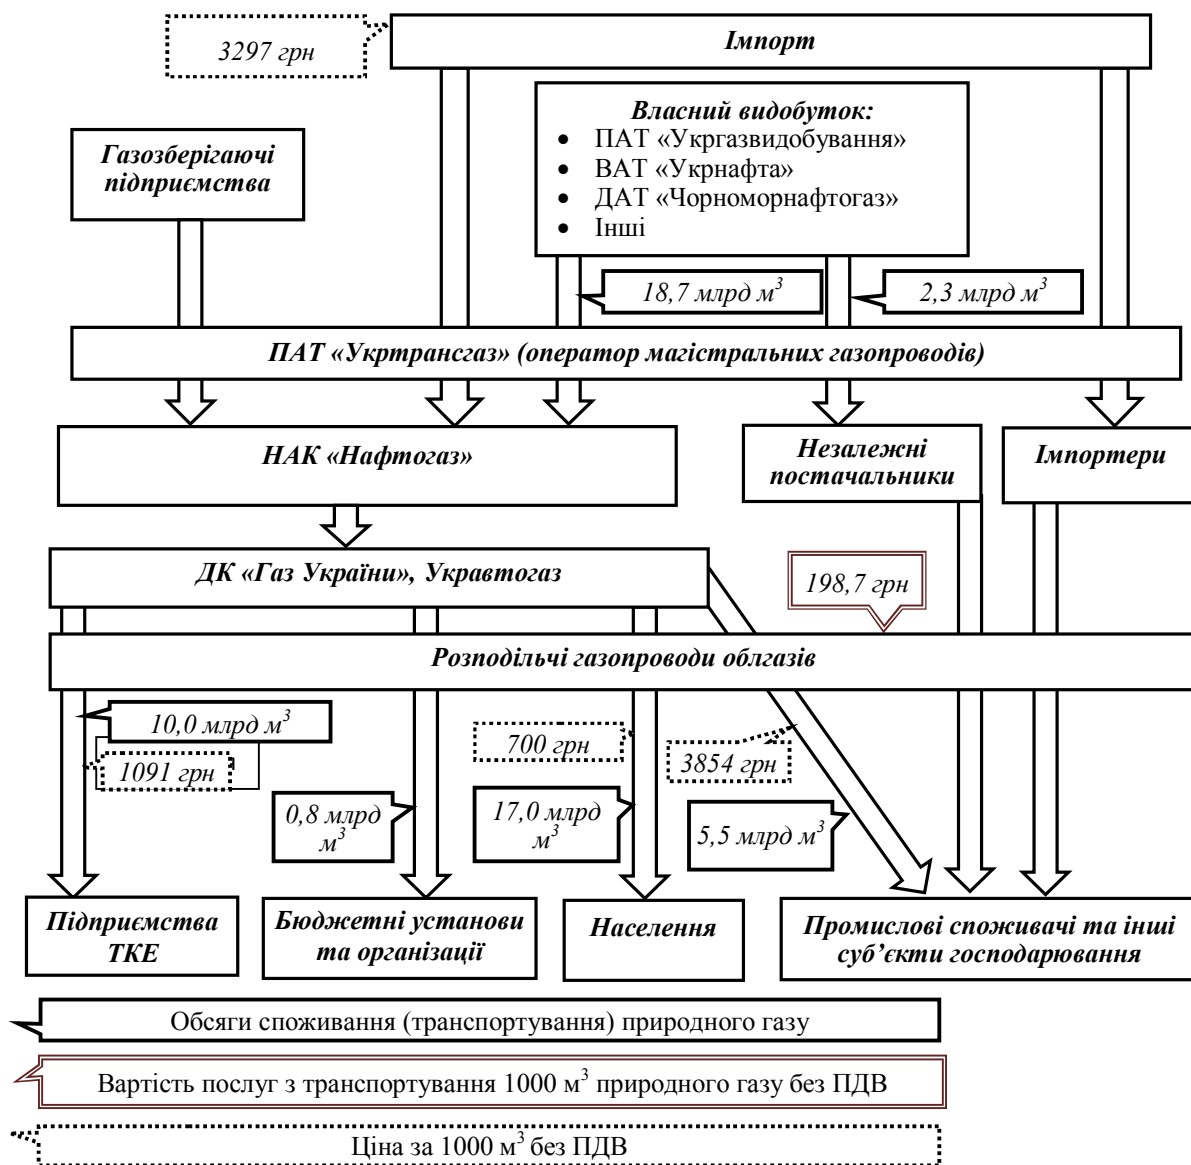 3297 грн
Імпорт
Власний видобуток:
• ПАТ «Укргазвидобування»
• ВАТ «Укрнафта»
• ДАТ «Чорноморнафтогаз»
• Інші
Газозберігаючі
підприємства
18,7 млрд м³
2,3 млрд м³
ПАТ «Укртрансгаз» (оператор магістральних газопроводів)
НАК «Нафтогаз»
Незалежні
постачальники
Імпортери
ДК «Газ України», Укравтогаз
198,7 грн
Розподільчі газопроводи облгазів
10,0 млрд м³
1091 грн
700 грн
3854 грн
0,8 млрд
м³
17,0 млрд
м³
5,5 млрд м³
Підприємства
ТКЕ
Бюджетні установи
та організації
Населення
Промислові споживачі та інші
суб’єкти господарювання
Обсяги споживання (транспортування) природного газу
Вартість послуг з транспортування 1000 м³ природного газу без ПДВ
Ціна за 1000 м³ без ПДВ